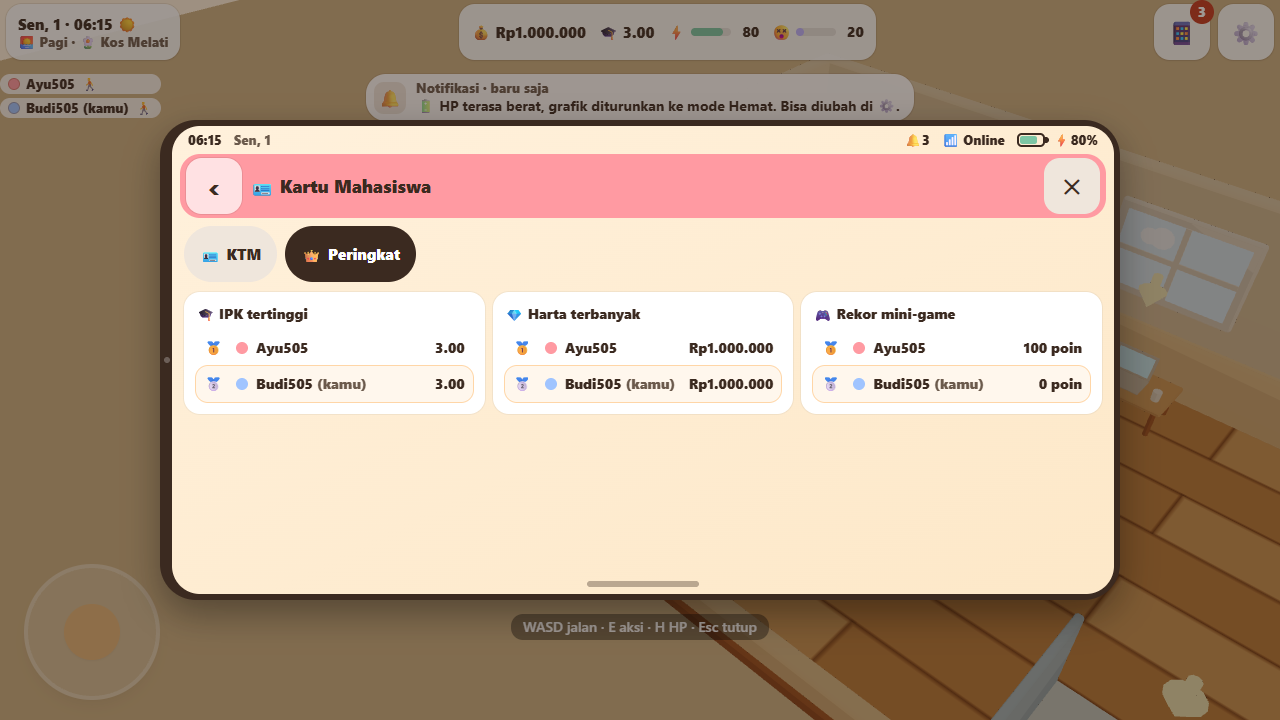 Sen, 1 · 06:15
Pagi · Kos Melati
Rp1.000.000 3.00 80 20
3
Ayu505
Budi505 (kamu)
Notifikasi · baru saja
HP terasa berat, grafik diturunkan ke mode Hemat. Bisa diubah di .
06:15 Sen, 1
3 Online 80%
Kartu Mahasiswa
KTM
Peringkat
IPK tertinggi
Ayu505 3.00
Budi505 (kamu) 3.00
Harta terbanyak
Ayu505 Rp1.000.000
Budi505 (kamu) Rp1.000.000
Rekor mini-game
Ayu505 100 poin
Budi505 (kamu) 0 poin
WASD jalan · E aksi · H HP · Esc tutup